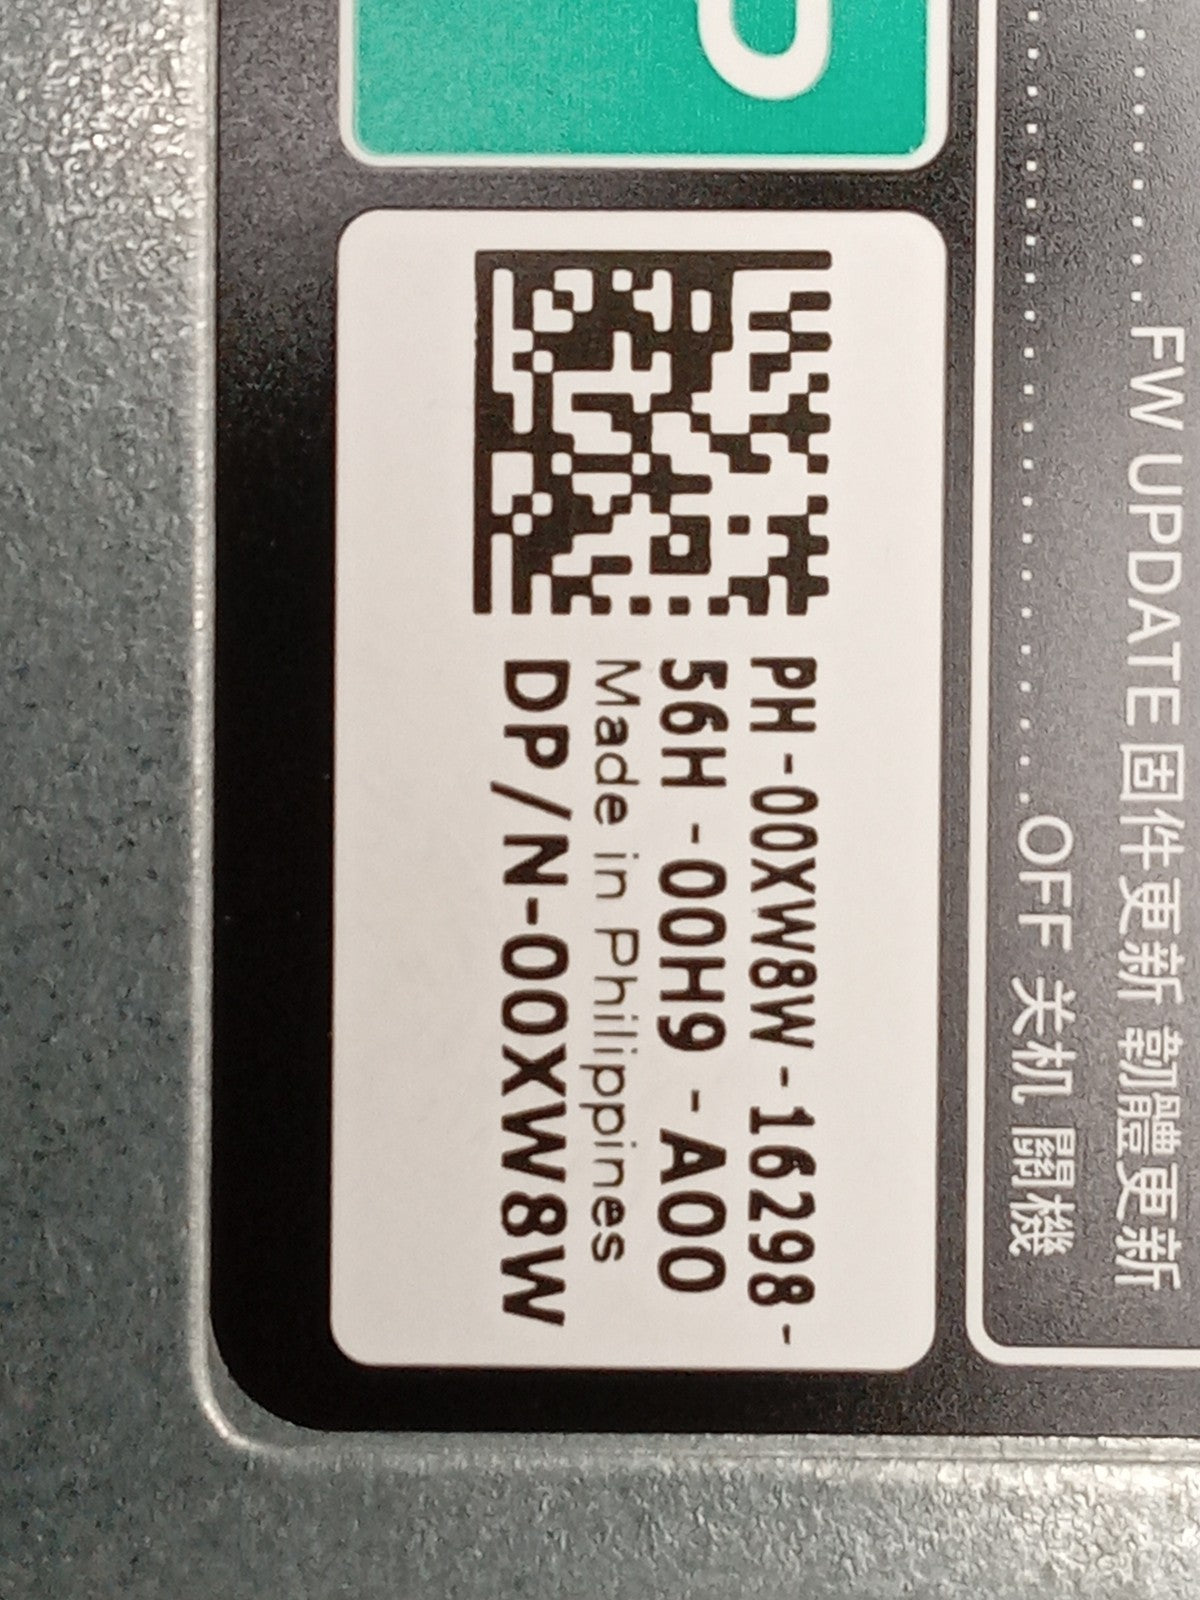 PH-00XW8W-16298-
56H-00H9-A00
Made in Philippines
DP/N-00XW8W
FW UPDATE 固件更新 韌體更新
OFF 关机 關機
P